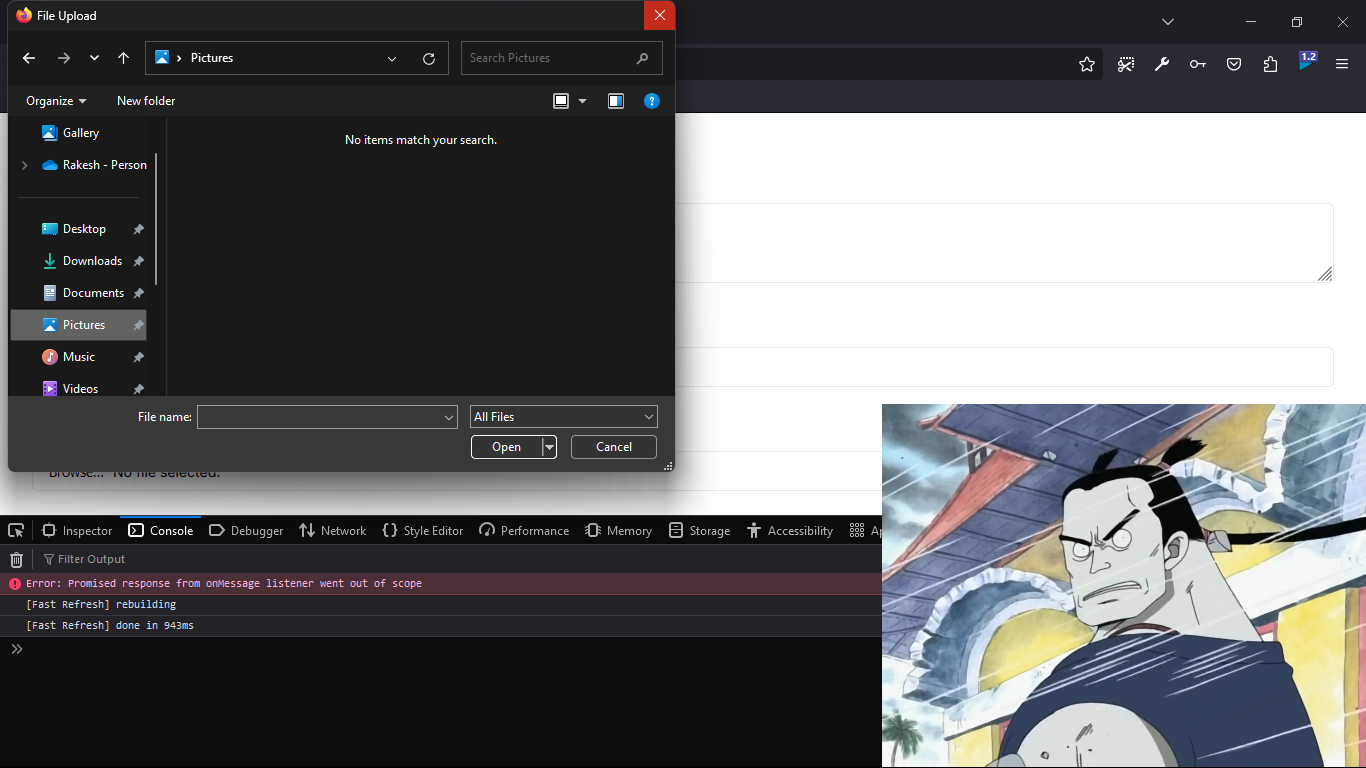 File Upload
Pictures
Search Pictures
1.2
Organize
New folder
?
Gallery
Rakesh - Person
Desktop
Downloads
Documents
Pictures
Music
Videos
No items match your search.
File name:
All Files
Open
Cancel
Browse... No file selected.
Inspector
Console
Debugger
Network
Style Editor
Performance
Memory
Storage
Accessibility
Ap
Filter Output
Error: Promised response from onMessage listener went out of scope
[Fast Refresh] rebuilding
[Fast Refresh] done in 943ms